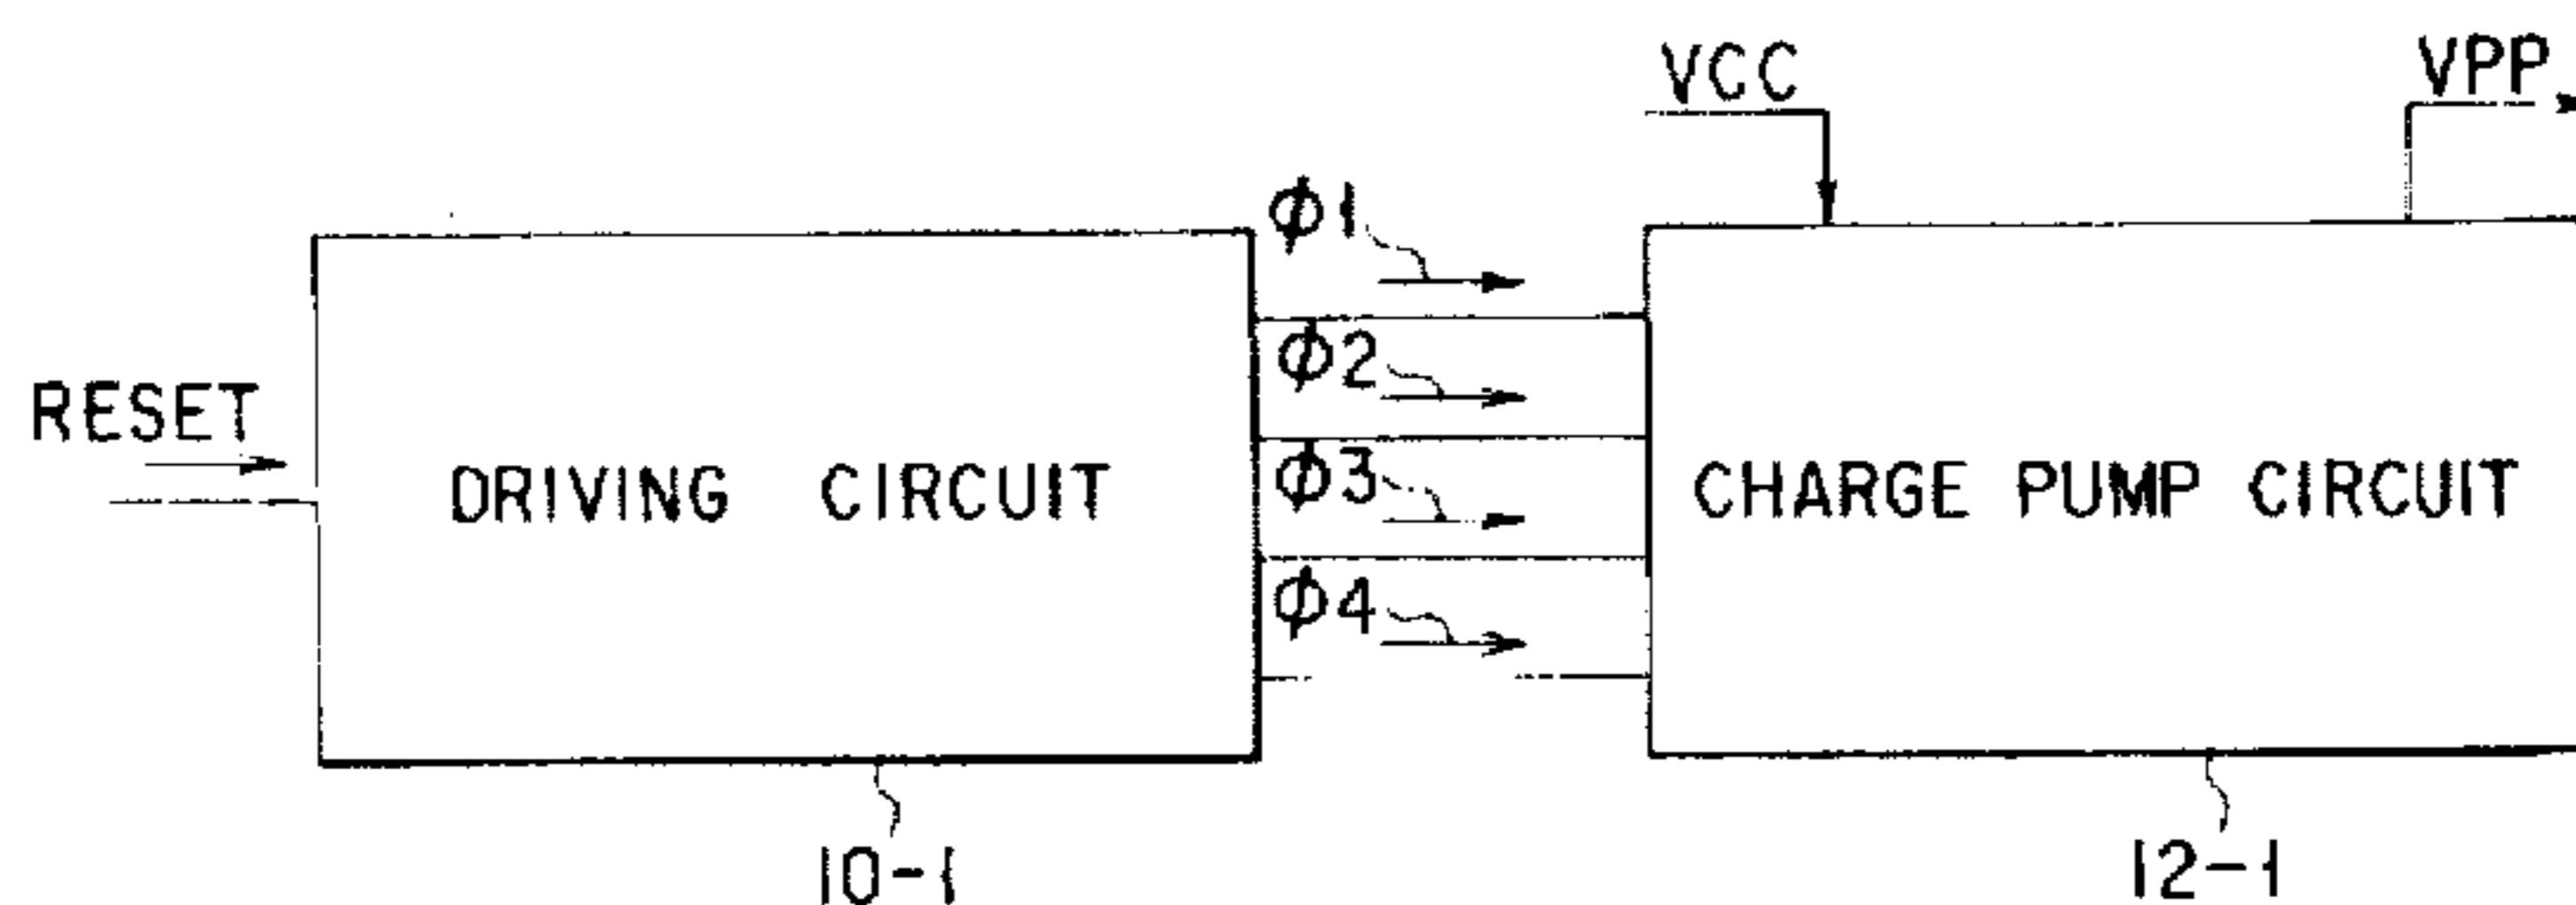 VCC
VPP
ϕ1
ϕ2
RESET
ϕ3
DRIVING CIRCUIT
CHARGE PUMP CIRCUIT
ϕ4
10-1
12-1